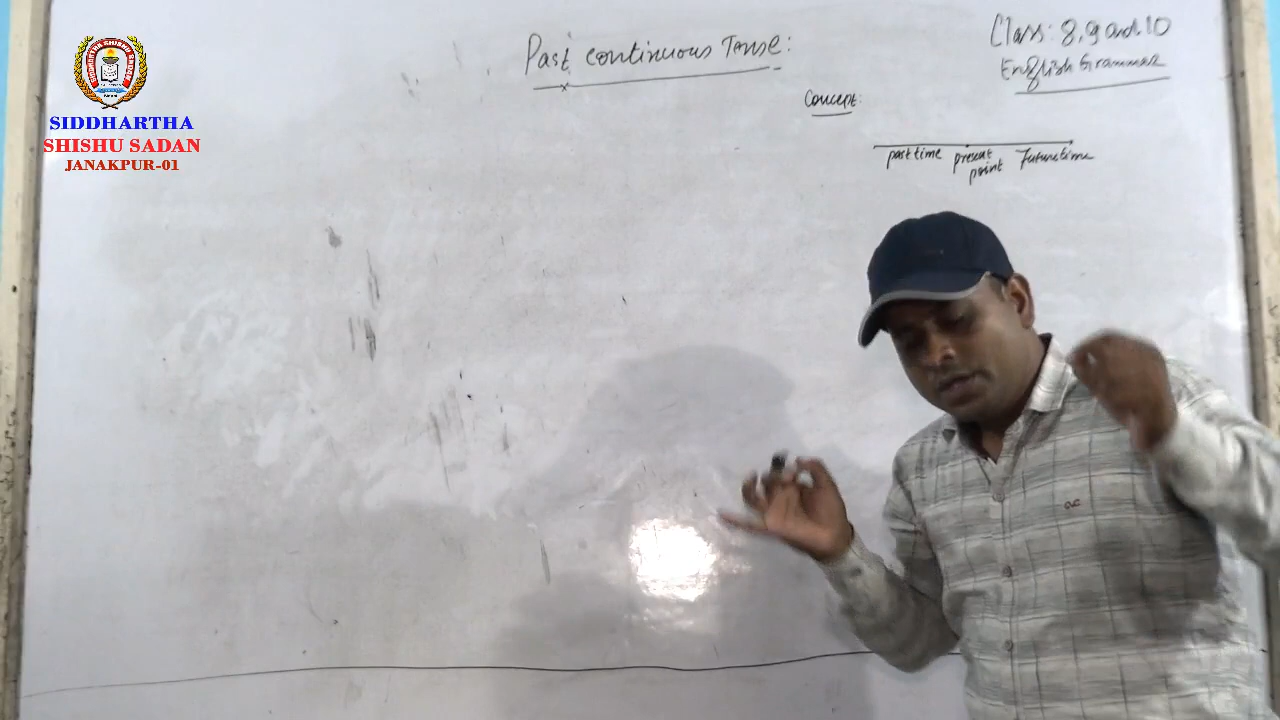 SIDDHARTHA
SHISHU SADAN
JANAKPUR-01
Past continuous Tense:
Class: 8, 9 and 10
English Grammar
Concept:
past time present point Future time